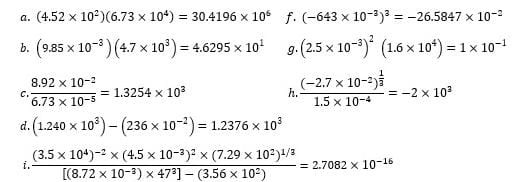 a. (4.52 × 10²)(6.73 × 10⁴) = 30.4196 × 10⁶ f. (−643 × 10⁻³)³ = −26.5847 × 10⁻²
b. (9.85 × 10⁻³)(4.7 × 10³) = 4.6295 × 10¹ g. (2.5 × 10⁻³)² (1.6 × 10⁴) = 1 × 10⁻¹
c. 8.92 × 10⁻² / 6.73 × 10⁻⁵ = 1.3254 × 10³ h. (−2.7 × 10⁻²)^(1/3) / 1.5 × 10⁻⁴ = −2 × 10³
d. (1.240 × 10³) − (236 × 10⁻²) = 1.2376 × 10³
i. (3.5 × 10⁴)⁻² × (4.5 × 10⁻³)² × (7.29 × 10²)^1/3 / [(8.72 × 10⁻³) × 47³] − (3.56 × 10²) = 2.7082 × 10⁻¹⁶